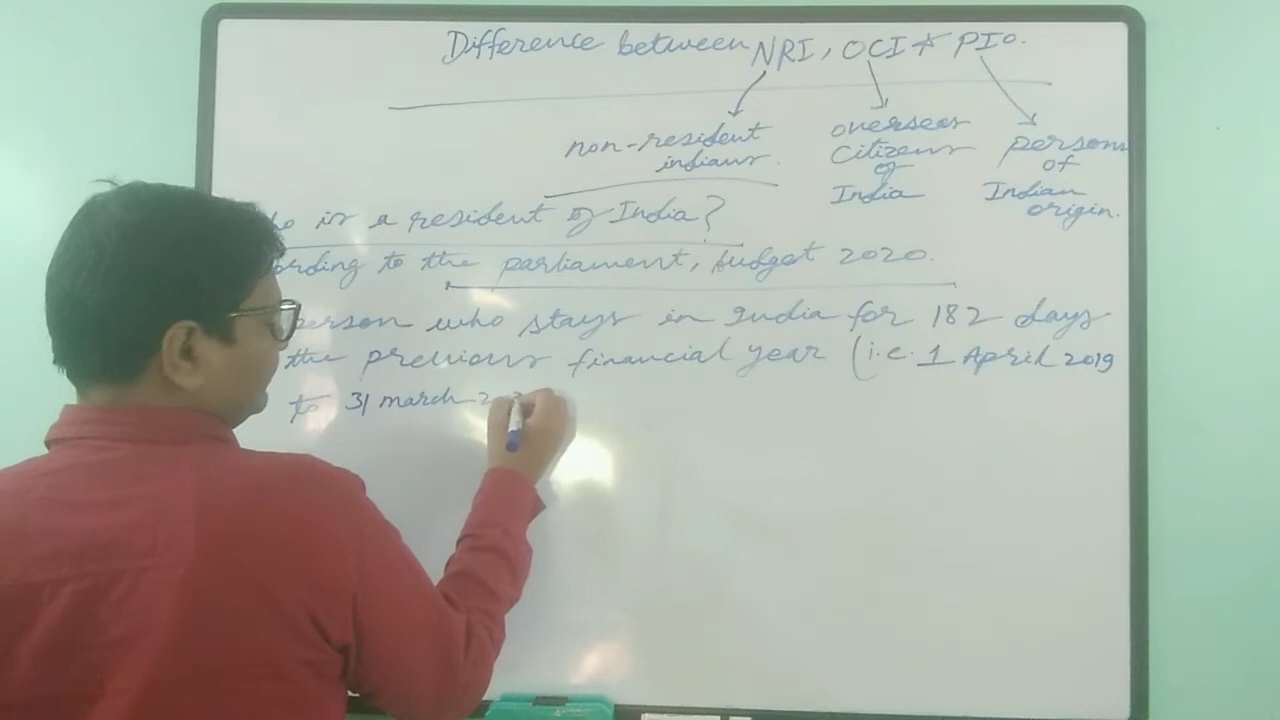 Difference between NRI, OCI & PIO.
non-resident indians.
overseas Citizens of India
persons of Indian origin.
is a resident of India?
to the parliament, budget 2020.
person who stays in India for 182 days
the previous financial year (i.e. 1 April 2019
to 31 march